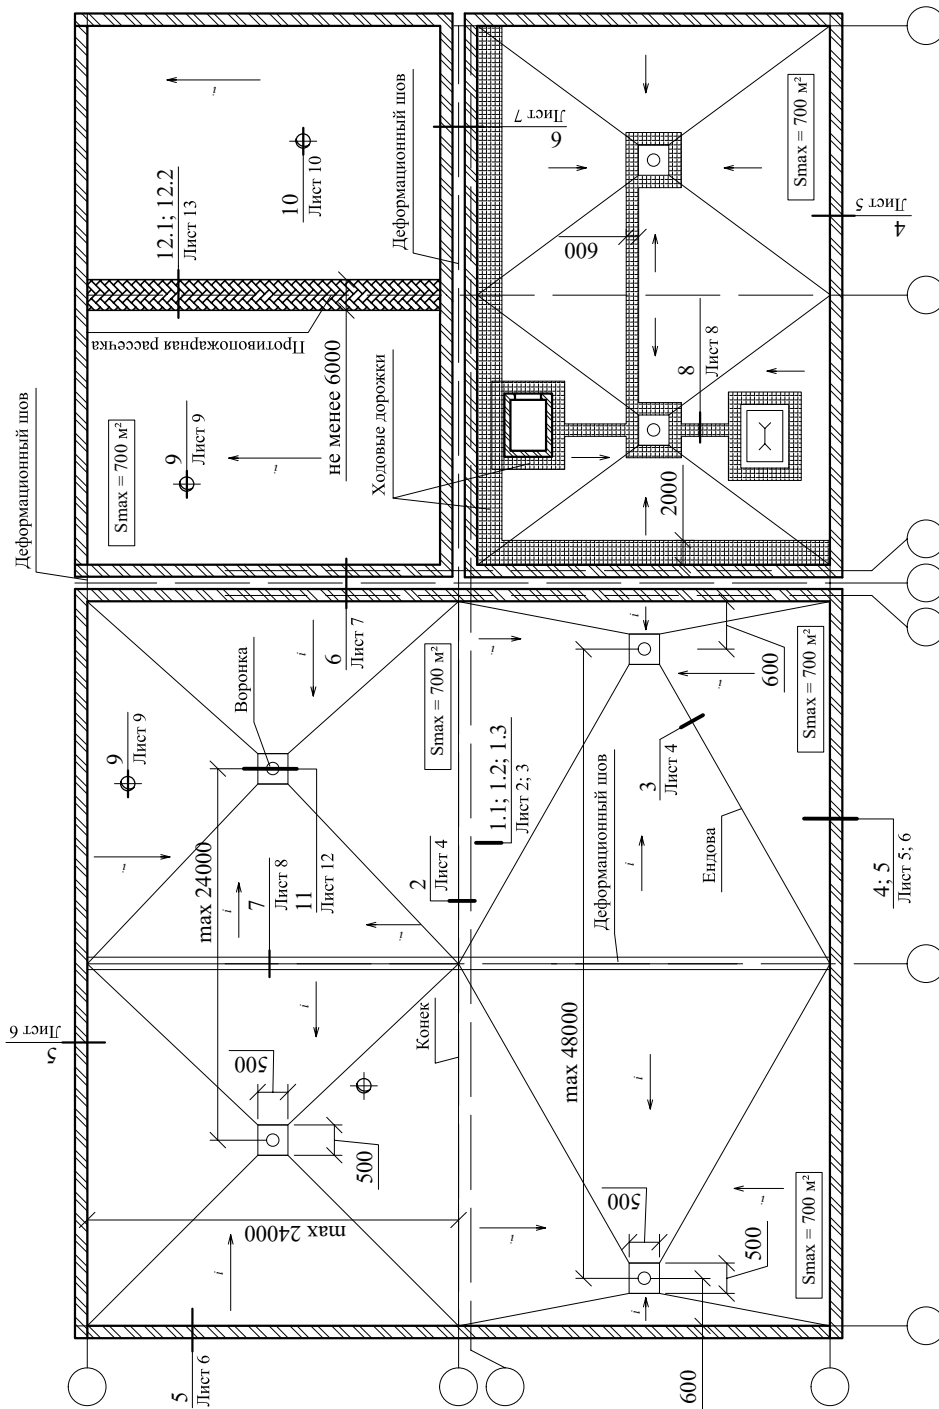 Деформационный шов
Smax = 700 м²
9
Лист 9
i
Противопожарная рассечка
не менее 6000
12.1; 12.2
Лист 13
10
Лист 10
i
Деформационный шов
6
Лист 7
Ходовые дорожки
600
8
Лист 8
2000
Smax = 700 м²
4
Лист 5
6
Лист 7
i
Воронка
9
Лист 9
Smax = 700 м²
i
max 24000
i
7
Лист 8
11
Лист 12
i
2
Лист 4
1.1; 1.2; 1.3
Лист 2; 3
i
i
i
600
Smax = 700 м²
3
Лист 4
Деформационный шов
i
Ендова
4; 5
Лист 5; 6
5
Лист 6
i
500
500
Конек
max 24000
i
5
Лист 6
max 48000
i
i
500
500
i
i
Smax = 700 м²
600